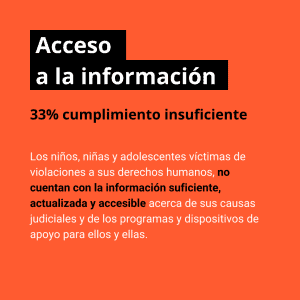 Acceso
a la información
33% cumplimiento insuficiente
Los niños, niñas y adolescentes víctimas de
violaciones a sus derechos humanos, no
cuentan con la información suficiente,
actualizada y accesible acerca de sus causas
judiciales y de los programas y dispositivos de
apoyo para ellos y ellas.